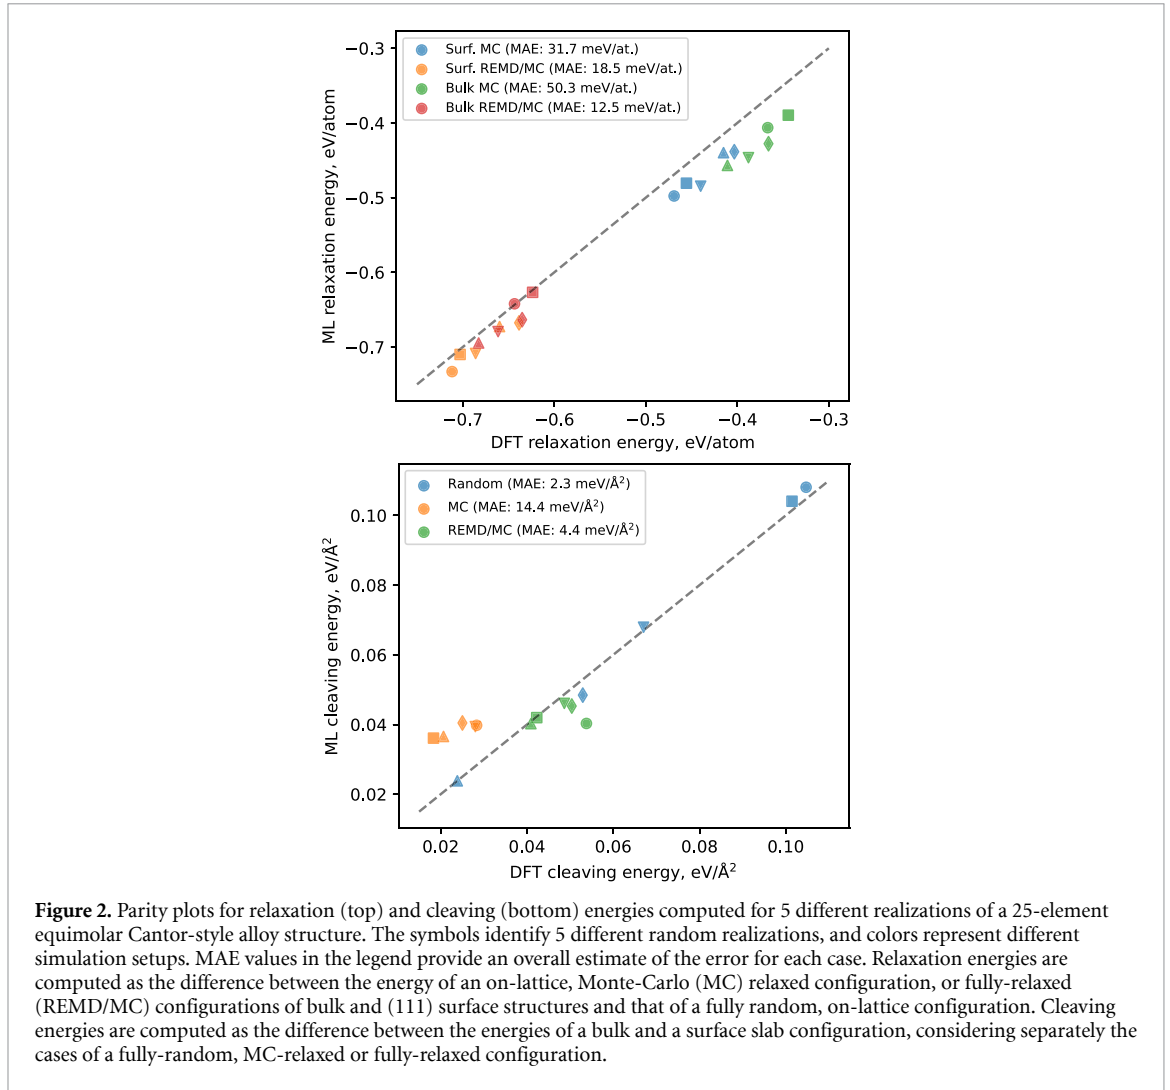 −0.3
−0.4
−0.5
−0.6
−0.7
ML relaxation energy, eV/atom
Surf. MC (MAE: 31.7 meV/at.)
Surf. REMD/MC (MAE: 18.5 meV/at.)
Bulk MC (MAE: 50.3 meV/at.)
Bulk REMD/MC (MAE: 12.5 meV/at.)
−0.7 −0.6 −0.5 −0.4 −0.3
DFT relaxation energy, eV/atom
0.10
0.08
0.06
0.04
0.02
ML cleaving energy, eV/Å²
Random (MAE: 2.3 meV/Å²)
MC (MAE: 14.4 meV/Å²)
REMD/MC (MAE: 4.4 meV/Å²)
0.02 0.04 0.06 0.08 0.10
DFT cleaving energy, eV/Å²
Figure 2. Parity plots for relaxation (top) and cleaving (bottom) energies computed for 5 different realizations of a 25-element
equimolar Cantor-style alloy structure. The symbols identify 5 different random realizations, and colors represent different
simulation setups. MAE values in the legend provide an overall estimate of the error for each case. Relaxation energies are
computed as the difference between the energy of an on-lattice, Monte-Carlo (MC) relaxed configuration, or fully-relaxed
(REMD/MC) configurations of bulk and (111) surface structures and that of a fully random, on-lattice configuration. Cleaving
energies are computed as the difference between the energies of a bulk and a surface slab configuration, considering separately the
cases of a fully-random, MC-relaxed or fully-relaxed configuration.